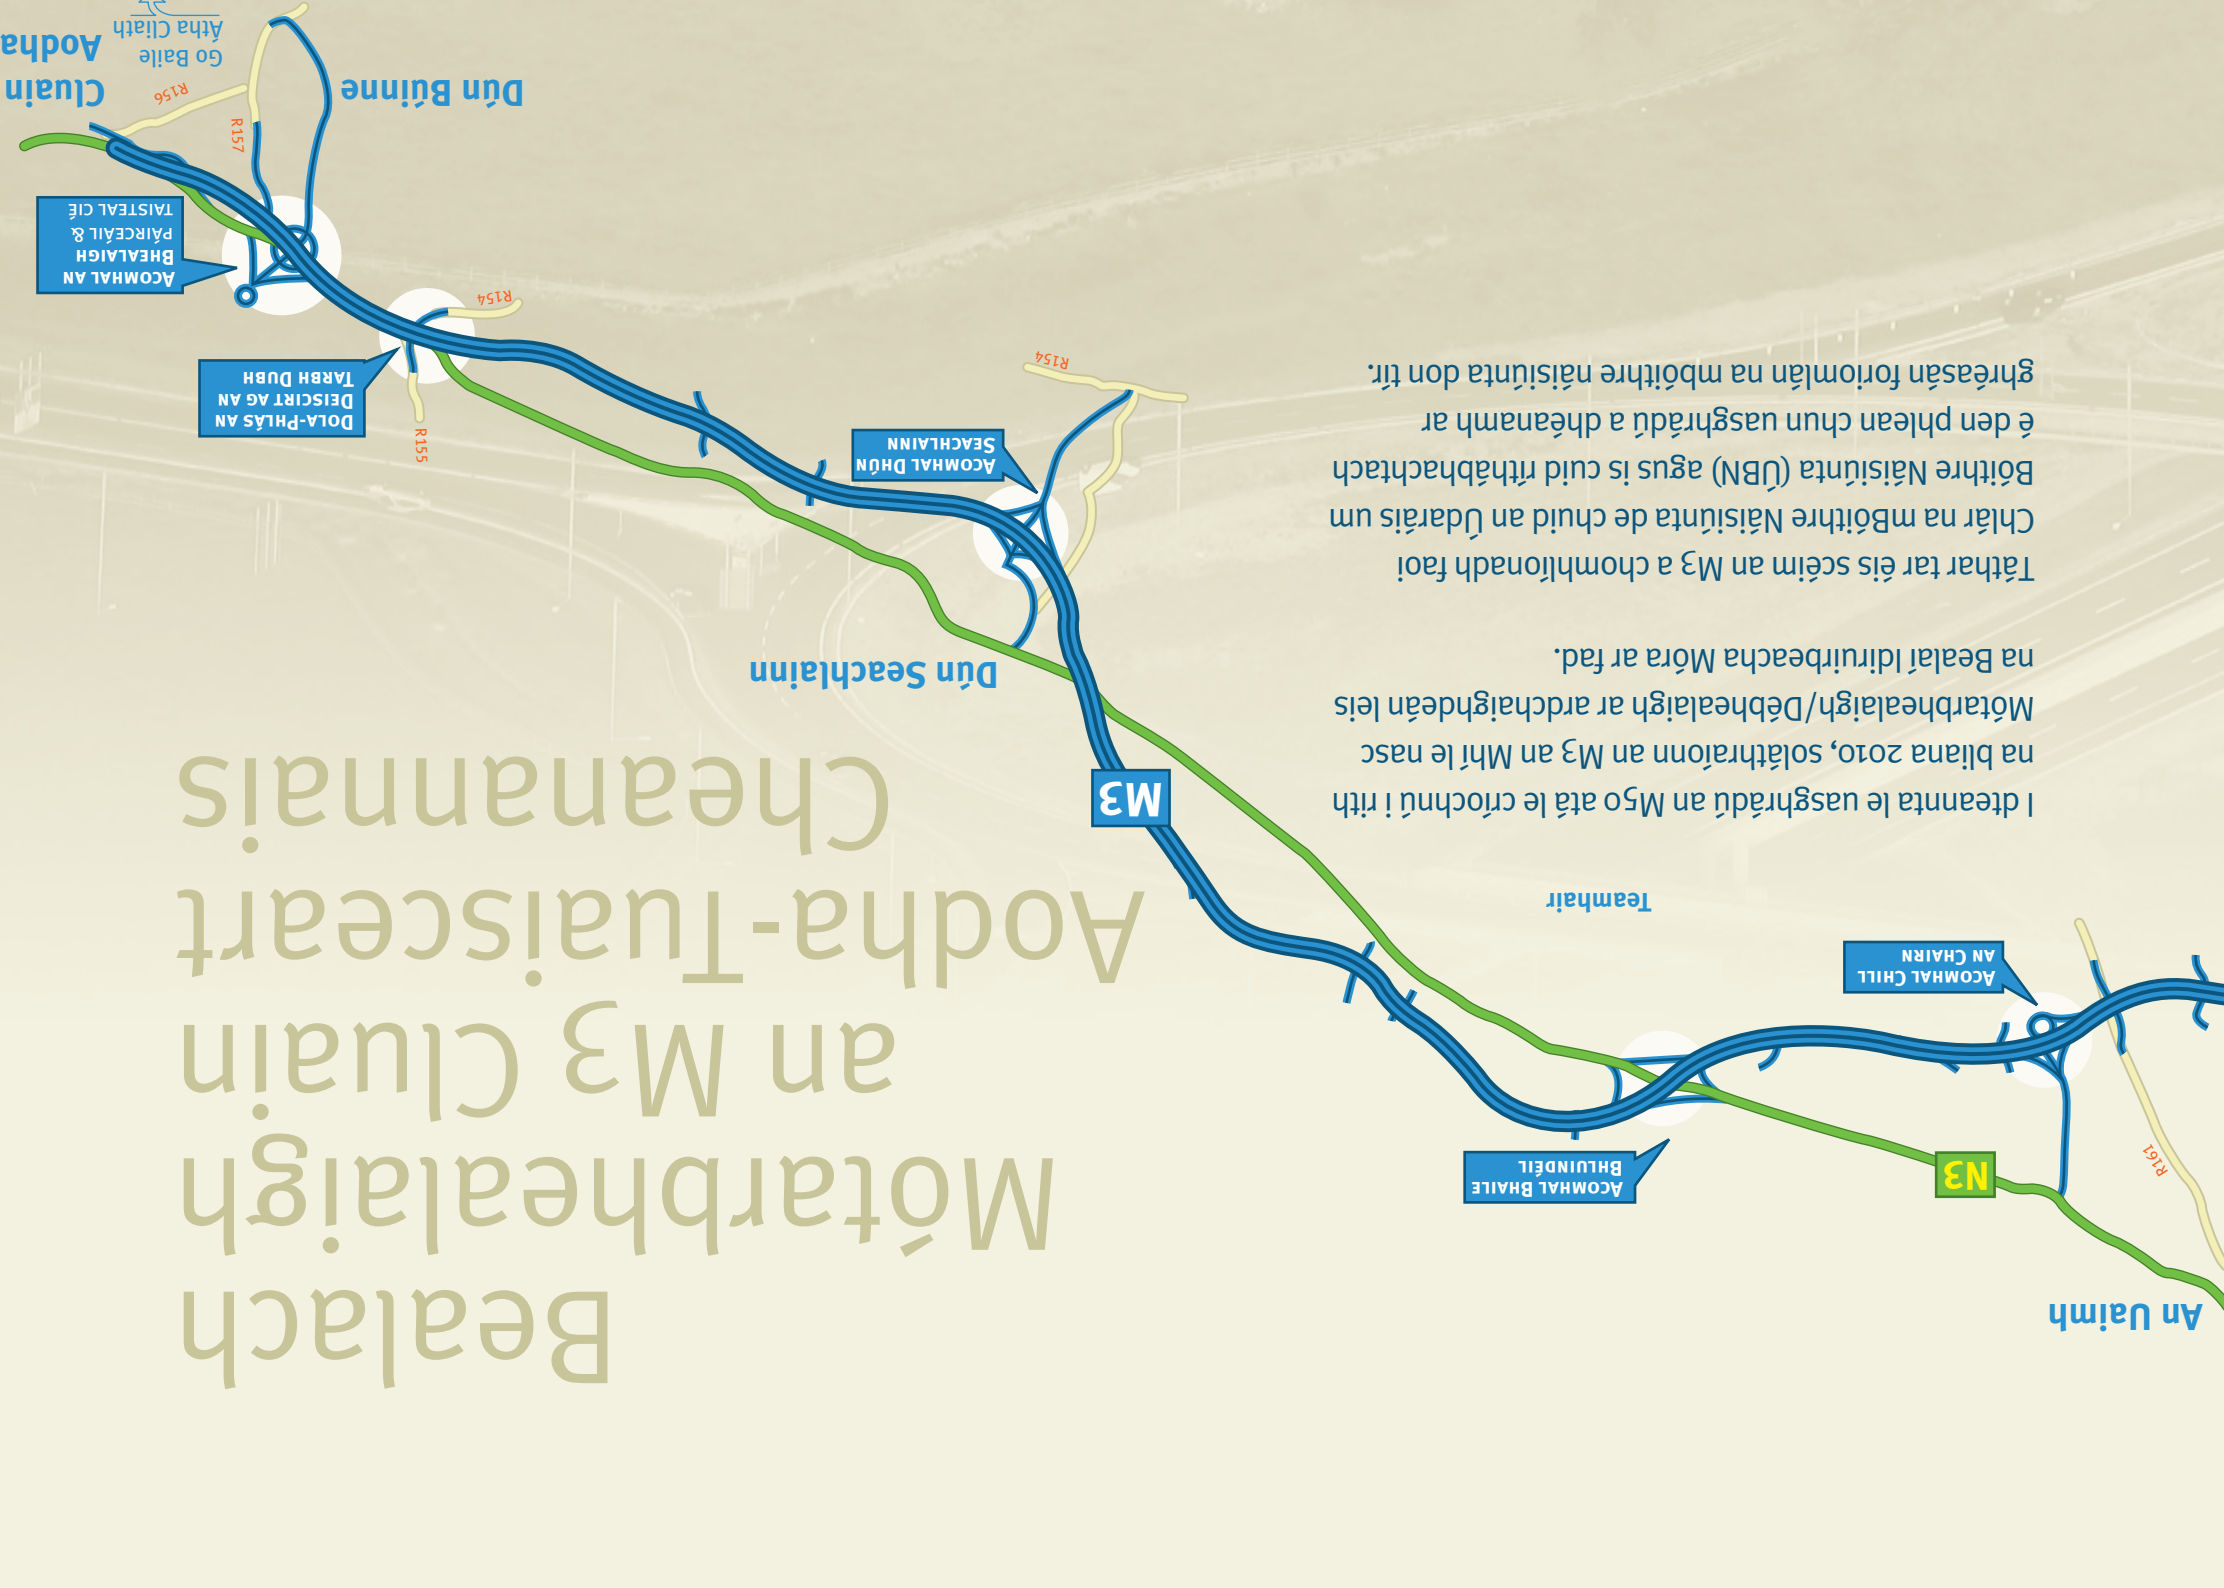 Bealach
Mótarbhealaigh
an M3 Cluain
Aodha-Tuaisceart
Cheanannais
I dteannta le uasghrádú an M50 atá le críochnú i rith
na bliana 2010, soláthraíonn an M3 an Mhí le nasc
Mótarbhealaigh/Débhealaigh ar ardchaighdeán leis
na Bealaí Idiruirbeacha Móra ar fad.
Táthar tar éis scéim an M3 a chomhlíonadh faoi
Chlár na mBóithre Náisiúnta de chuid an Údaráis um
Bóithre Náisiúnta (ÚBN) agus is cuid ríthábhachtach
é den phlean chun uasghrádú a dhéanamh ar
ghréasán foriomlán na mbóithre náisiúnta don tír.
An Uaimh
R161
N3
ACOMHAL BHAILE
BHLUINDÉIL
ACOMHAL CHILL
AN CHAIRN
Teamhair
M3
Dún Seachlainn
ACOMHAL DHÚN
SEACHLAINN
R154
DOLA-PHLÁS AN
DEISCIRT AG AN
TARBH DUBH
R155
R154
ACOMHAL AN
BHEALAIGH
PÁIRCEÁIL &
TAISTEAL CIÉ
R157
R156
Dún Búinne
Cluain
Aodha
Go Baile
Átha Cliath